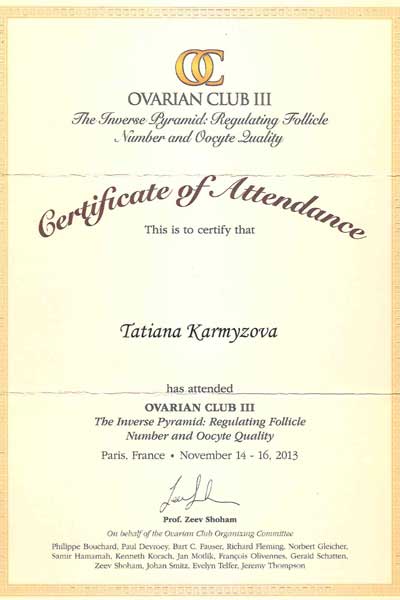 OC
OVARIAN CLUB III
The Inverse Pyramid: Regulating Follicle
Number and Oocyte Quality
Certificate of Attendance
This is to certify that
Tatiana Karmyzova
has attended
OVARIAN CLUB III
The Inverse Pyramid: Regulating Follicle
Number and Oocyte Quality
Paris, France • November 14 - 16, 2013
Prof. Zeev Shoham
On behalf of the Ovarian Club Organizing Committee
Philippe Bouchard, Paul Devroey, Bart C. Fauser, Richard Fleming, Norbert Gleicher,
Samir Hamamah, Kenneth Korach, Jan Motlik, François Olivennes, Gerald Schatten,
Zeev Shoham, Johan Smitz, Evelyn Telfer, Jeremy Thompson